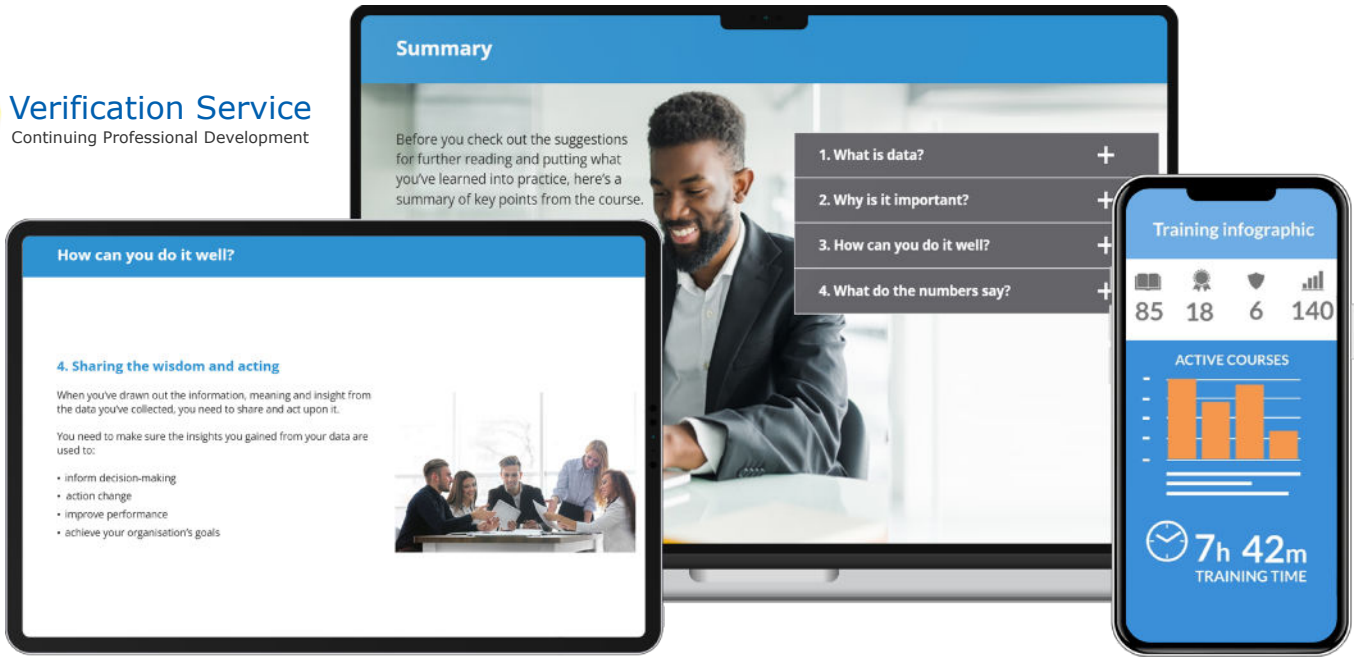 Verification Service
Continuing Professional Development
Summary
Before you check out the suggestions
for further reading and putting what
you've learned into practice, here's a
summary of key points from the course.
1. What is data?
2. Why is it important?
3. How can you do it well?
4. What do the numbers say?
How can you do it well?
4. Sharing the wisdom and acting
When you've drawn out the information, meaning and insight from
the data you've collected, you need to share and act upon it.
You need to make sure the insights you gained from your data are
used to:
• inform decision-making
• action change
• improve performance
• achieve your organisation's goals
Training infographic
85 18 6 140
ACTIVE COURSES
7h 42m
TRAINING TIME